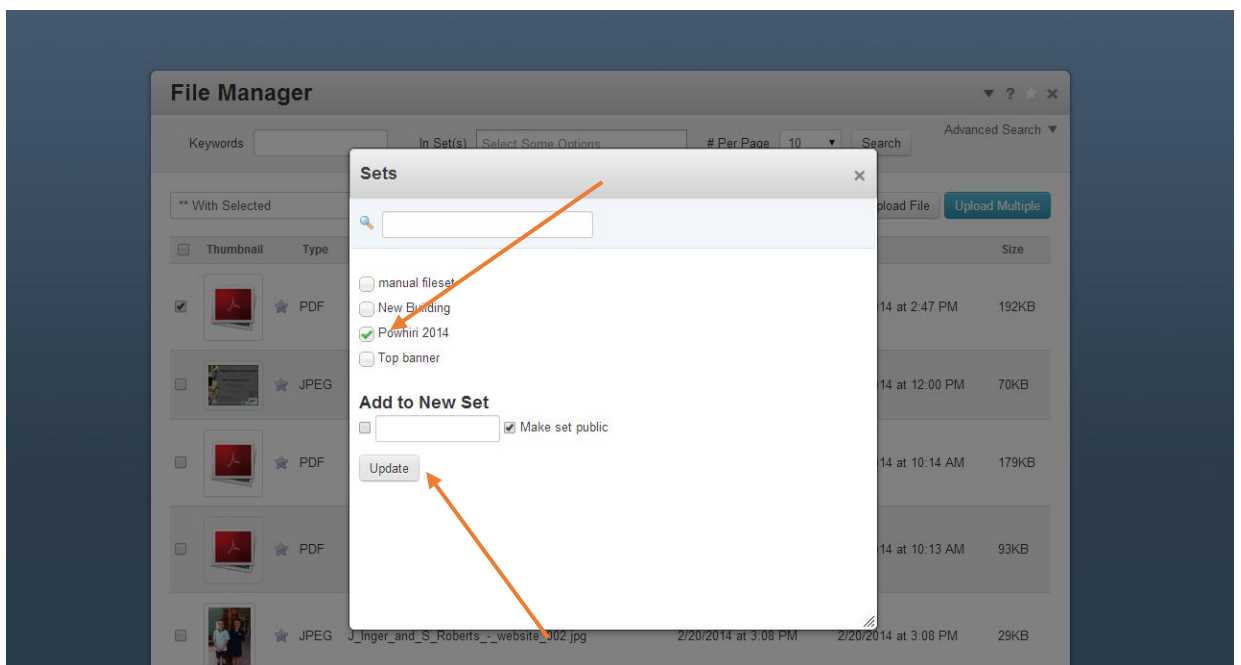 File Manager ?
Advanced Search
Keywords In Set(s) Select Some Options # Per Page 10 Search
Sets
** With Selected Upload Multiple
Thumbnail Type Size
manual fileset
New Building
PDF 14 at 2:47 PM 192KB
Powhiri 2014
Top banner
JPEG 14 at 12:00 PM 70KB
Add to New Set
Make set public
PDF 14 at 10:14 AM 179KB
Update
PDF 14 at 10:13 AM 93KB
JPEG J_Inger_and_S_Roberts_-_website_002.jpg 2/20/2014 at 3:08 PM 2/20/2014 at 3:08 PM 29KB